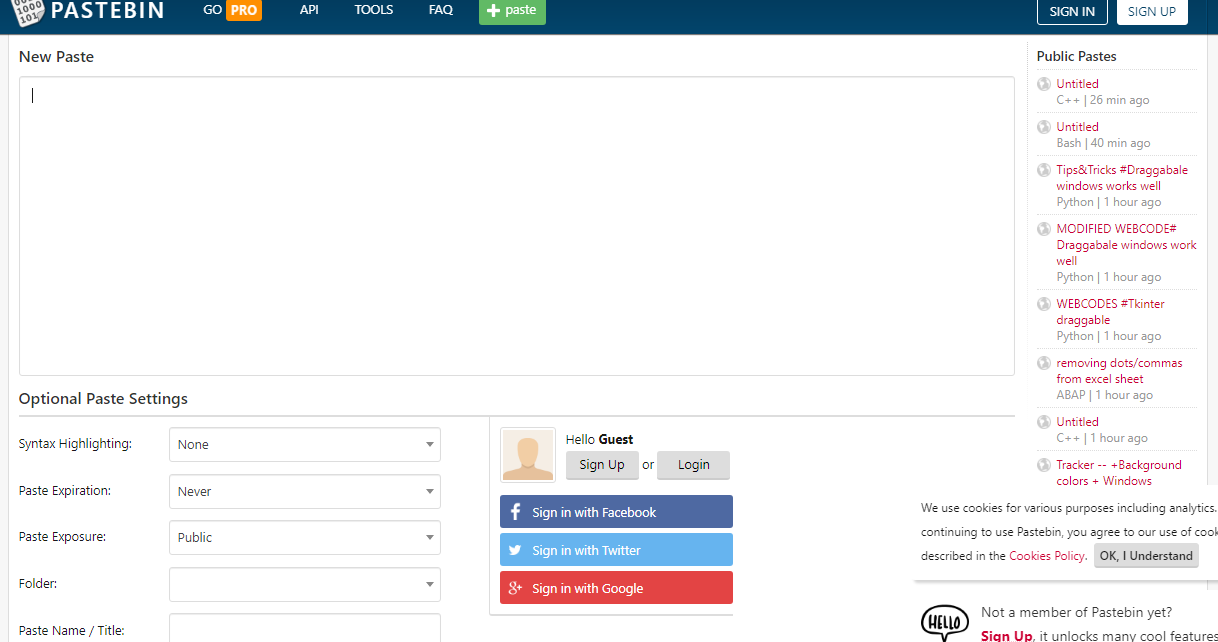 PASTEBIN
GO PRO API TOOLS FAQ + paste
SIGN IN SIGN UP
New Paste
Optional Paste Settings
Syntax Highlighting: None
Paste Expiration: Never
Paste Exposure: Public
Folder:
Paste Name / Title:
Hello Guest
Sign Up or Login
Sign in with Facebook
Sign in with Twitter
Sign in with Google
Public Pastes
Untitled
C++ | 26 min ago
Untitled
Bash | 40 min ago
Tips&Tricks #Draggabale
windows works well
Python | 1 hour ago
MODIFIED WEBCODE#
Draggabale windows work
well
Python | 1 hour ago
WEBCODES #Tkinter
draggable
Python | 1 hour ago
removing dots/commas
from excel sheet
ABAP | 1 hour ago
Untitled
C++ | 1 hour ago
Tracker -- +Background
colors + Windows
We use cookies for various purposes including analytics.
continuing to use Pastebin, you agree to our use of cook
described in the Cookies Policy. OK, I Understand
HELLO
Not a member of Pastebin yet?
Sign Up, it unlocks many cool features